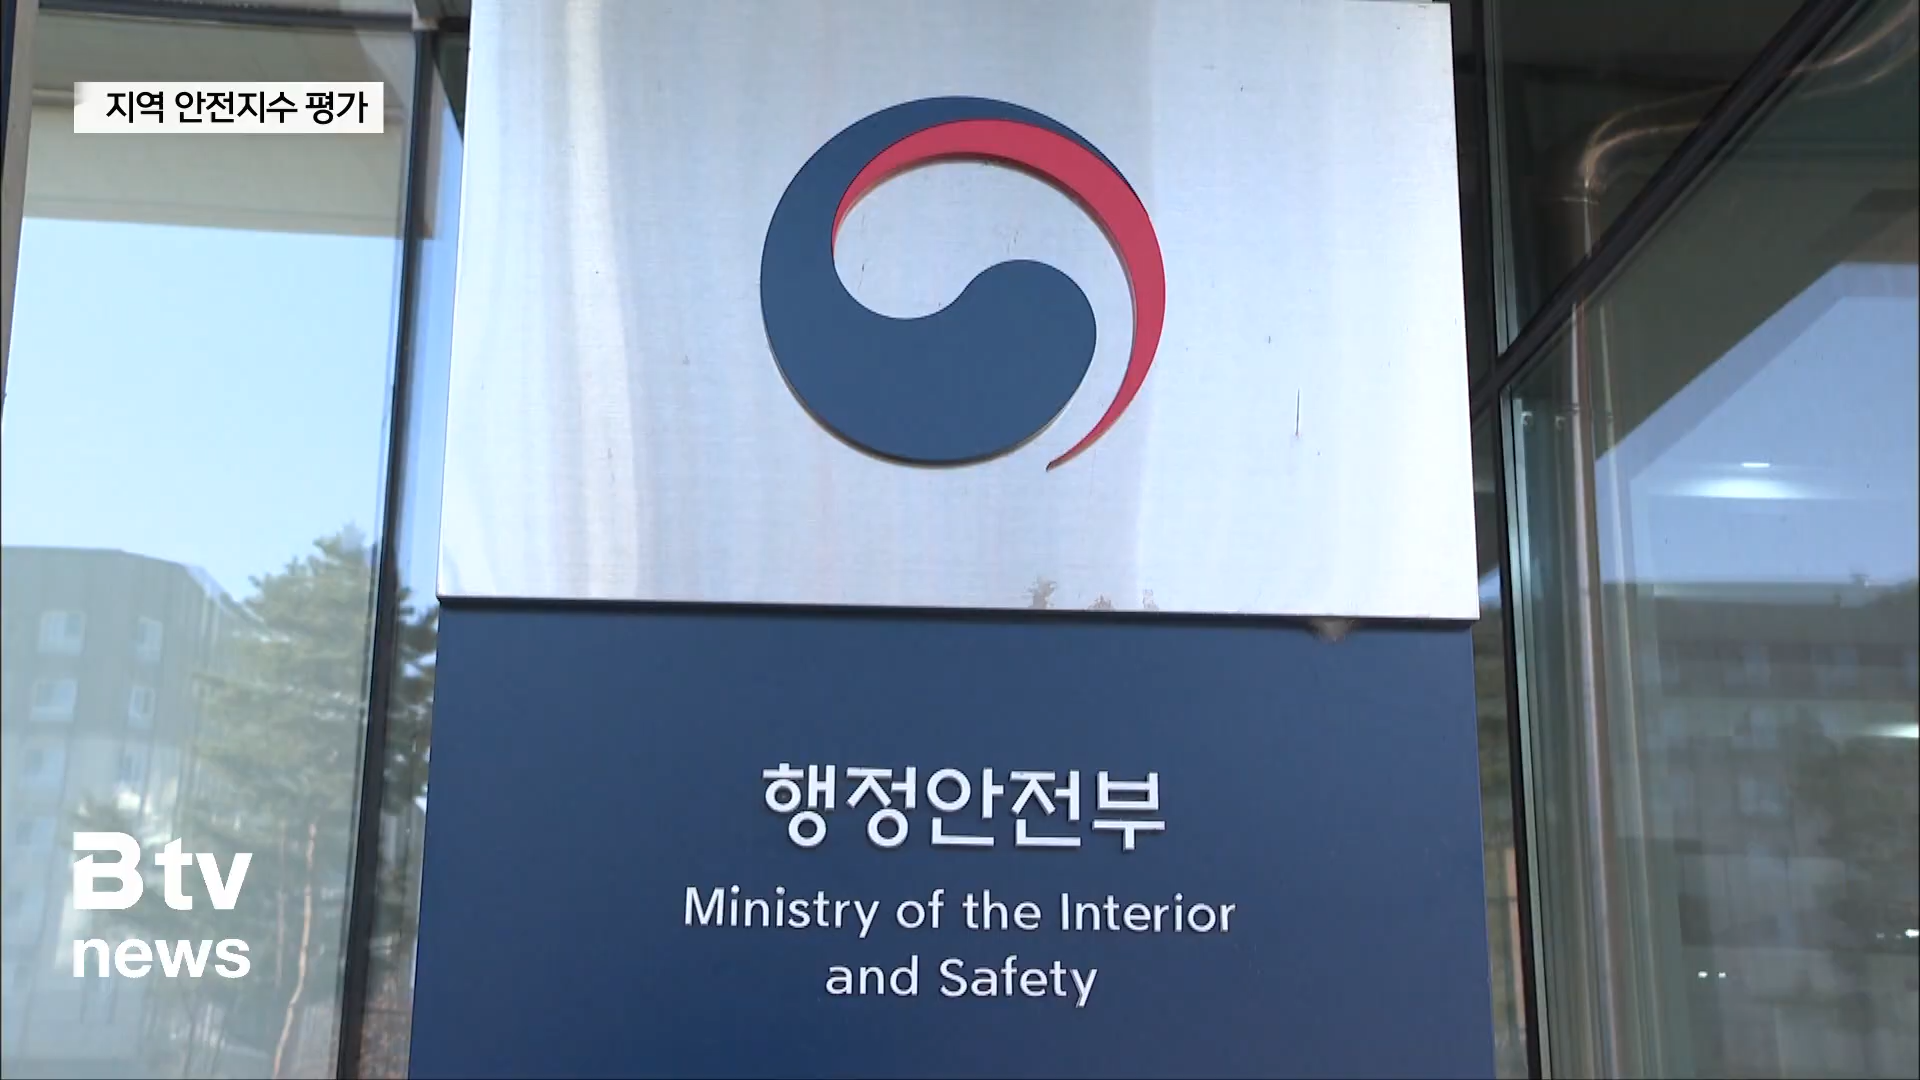 지역 안전지수 평가
행정안전부
Ministry of the Interior
and Safety
B tv
news